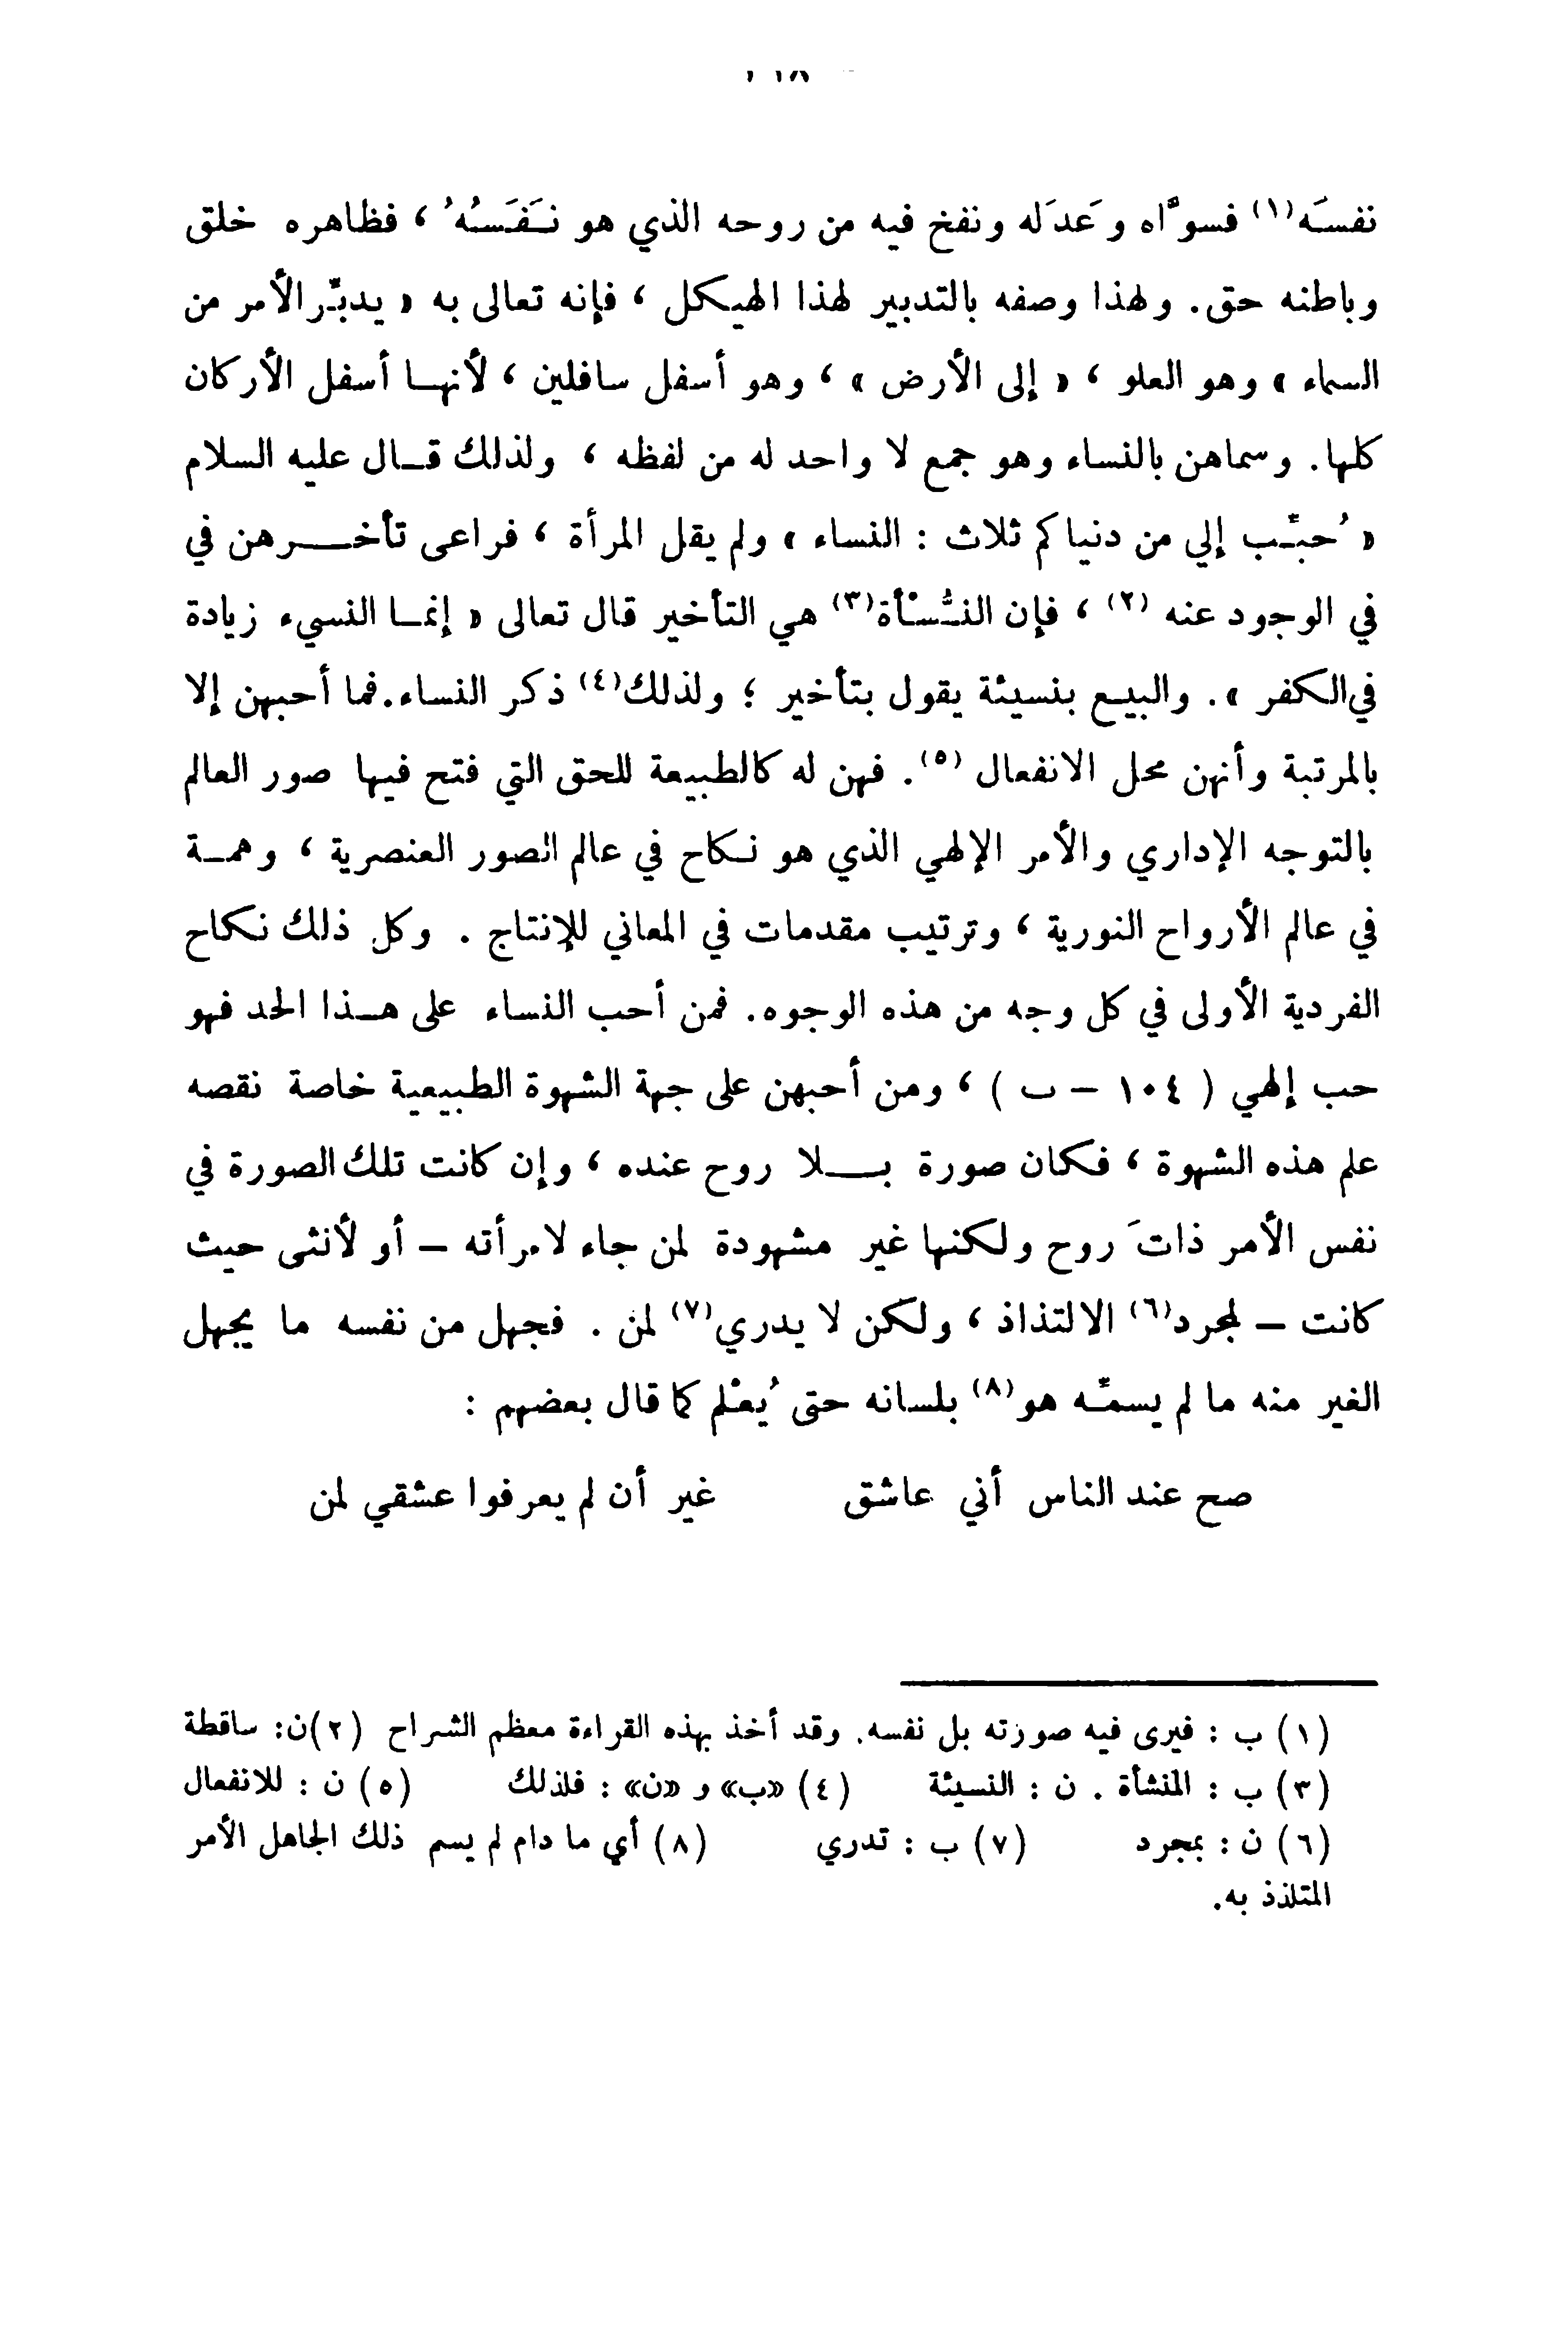 نفسَه(١) فسوَّاه وعَدَله ونفخ فيه من روحه الذي هو نَفَسُهُ ، فظاهره خلق
وباطنه حق. ولهذا وصفه بالتدبير لهذا الهيكل ، فإنه تعالى به « يدبِّر الأمر من
السماء » وهو العلو ، « إلى الأرض » ، وهو أسفل سافلين ، لأنها أسفل الأركان
كلها. وسماهن بالنساء وهو جمع لا واحد له من لفظه ، ولذلك قال عليه السلام
« حُبِّب إلي من دنياكم ثلاث : النساء » ولم يقل المرأة ، فراعى تأخرهن في
في الوجود عنه (٢) ، فإن النُّسْأة(٣) هي التأخير قال تعالى « إنما النسيء زيادة
في الكفر ». والبيع بنسيئة يقول بتأخير ؛ ولذلك(٤) ذكر النساء. فما أحبهن إلا
بالمرتبة وأنهن محل الانفعال (٥). فهن له كالطبيعة للحق التي فتح فيها صور العالم
بالتوجه الإداري والأمر الإلهي الذي هو نكاح في عالم الصور العنصرية ، وهمة
في عالم الأرواح النورية ، وترتيب مقدمات في المعاني للإنتاج . وكل ذلك نكاح
الفردية الأولى في كل وجه من هذه الوجوه. فمن أحب النساء على هذا الحد فهو
حب إلهي ( ١٠٤ – ب ) ، ومن أحبهن على جهة الشهوة الطبيعية خاصة نقصه
علم هذه الشهوة ، فكان صورة بلا روح عنده ، وإن كانت تلك الصورة في
نفس الأمر ذاتَ روح ولكنها غير مشهودة لمن جاء لامرأته – أو لأنثى حيث
كانت – لمجرد(٦) الالتذاذ ، ولكن لا يدري(٧) لمن . فجهل من نفسه ما يجهل
الغير منه ما لم يسمِّه هو(٨) بلسانه حتى يُعْلم كما قال بعضهم :
صح عند الناس أني عاشق غير أن لم يعرفوا عشقي لمن
(١) ب : فيرى فيه صورته بل نفسه. وقد أخذ بهذه القراءة معظم الشراح (٢) ن: ساقطة
(٣) ب : المنشأة . ن : النسيئة (٤) «ب» و «ن» : فلذلك (٥) ن : للانفعال
(٦) ن : بمجرد (٧) ب : تدري (٨) أي ما دام لم يسم ذلك الجاهل الأمر
المتلذذ به.